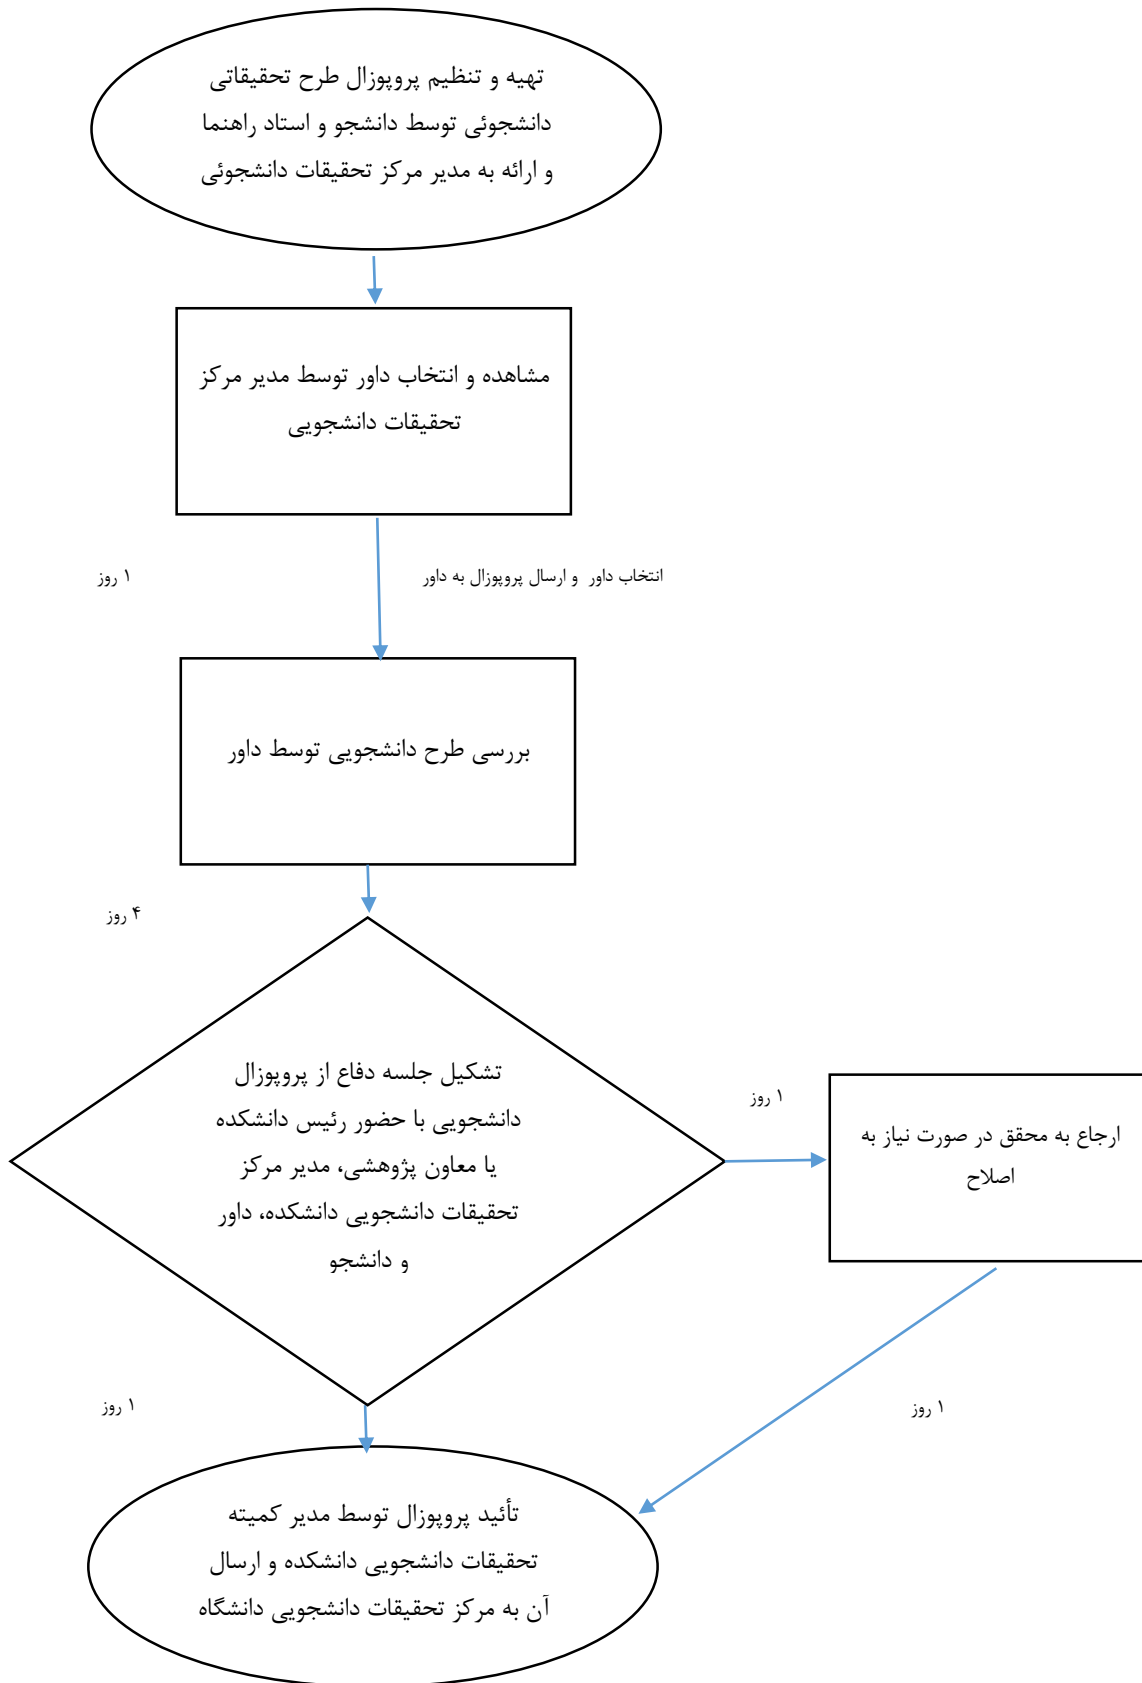 تهیه و تنظیم پروپوزال طرح تحقیقاتی
دانشجوئی توسط دانشجو و استاد راهنما
و ارائه به مدیر مرکز تحقیقات دانشجوئی
مشاهده و انتخاب داور توسط مدیر مرکز
تحقیقات دانشجویی
انتخاب داور و ارسال پروپوزال به داور
۱ روز
بررسی طرح دانشجویی توسط داور
۴ روز
تشکیل جلسه دفاع از پروپوزال
دانشجویی با حضور رئیس دانشکده
یا معاون پژوهشی، مدیر مرکز
تحقیقات دانشجویی دانشکده، داور
و دانشجو
۱ روز
ارجاع به محقق در صورت نیاز به
اصلاح
۱ روز
۱ روز
تأئید پروپوزال توسط مدیر کمیته
تحقیقات دانشجویی دانشکده و ارسال
آن به مرکز تحقیقات دانشجویی دانشگاه